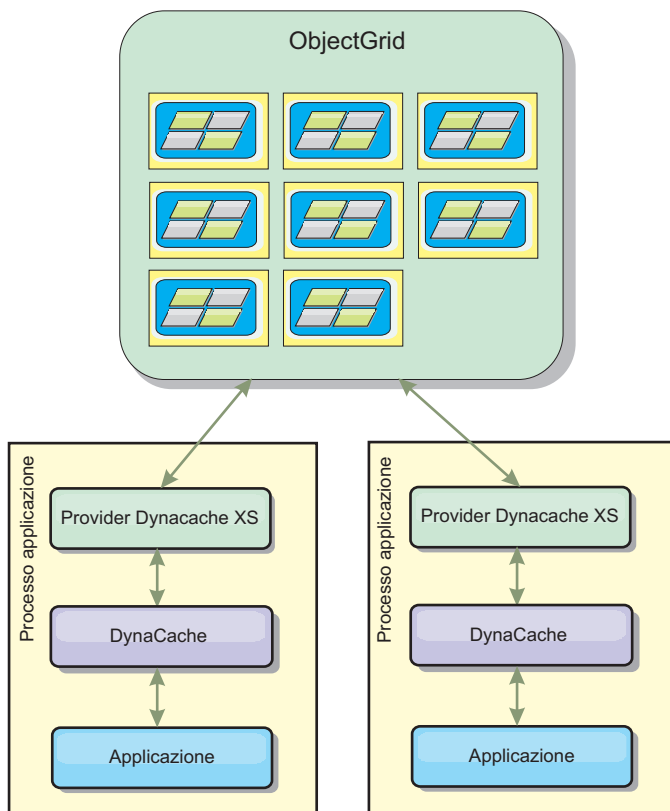 ObjectGrid
Processo applicazione
Provider Dynacache XS
DynaCache
Applicazione
Processo applicazione
Provider Dynacache XS
DynaCache
Applicazione